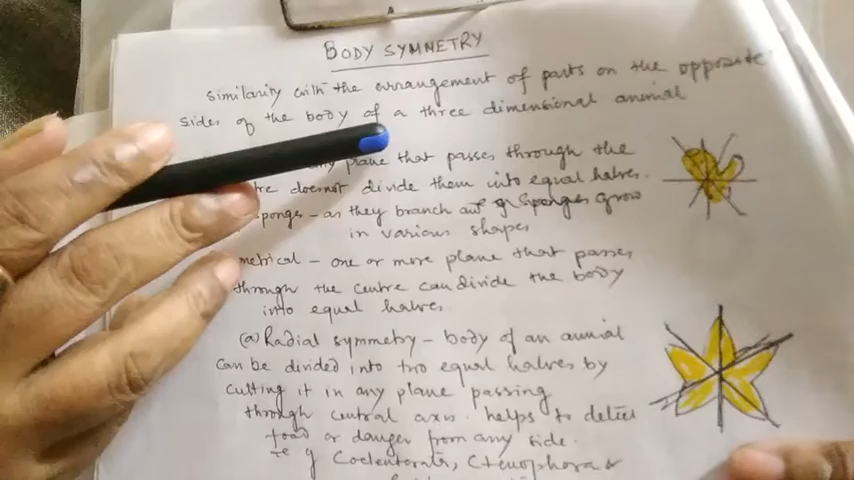 BODY SYMMETRY
Similarity with the arrangement of parts on the opposite
sides of the body of a three dimensional animal
plane that passes through the
doesnot divide them into equal halves.
sponges - as they branch Sponges grow
in various shapes
metrical - one or more plane that passes
through the centre can divide the body
into equal halves.
(a) Radial symmetry - body of an animal
can be divided into two equal halves by
cutting it in any plane passing
through central axis. helps to detect
food or danger from any side.
e g Coelenterata, Ctenophora &